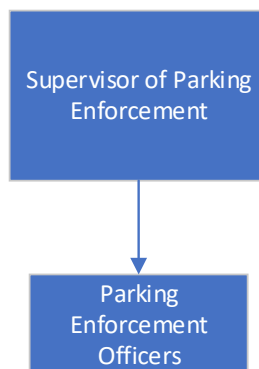 Supervisor of Parking
Enforcement
Parking
Enforcement
Officers